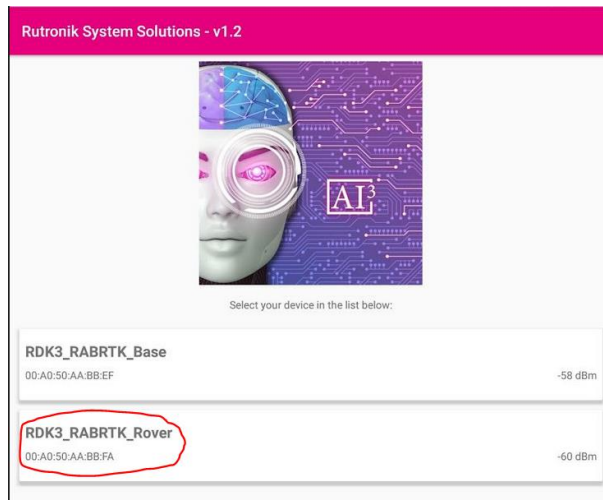 Rutronik System Solutions - v1.2
AI³
Select your device in the list below:
RDK3_RABRTK_Base
00:A0:50:AA:BB:EF
-58 dBm
RDK3_RABRTK_Rover
00:A0:50:AA:BB:FA
-60 dBm